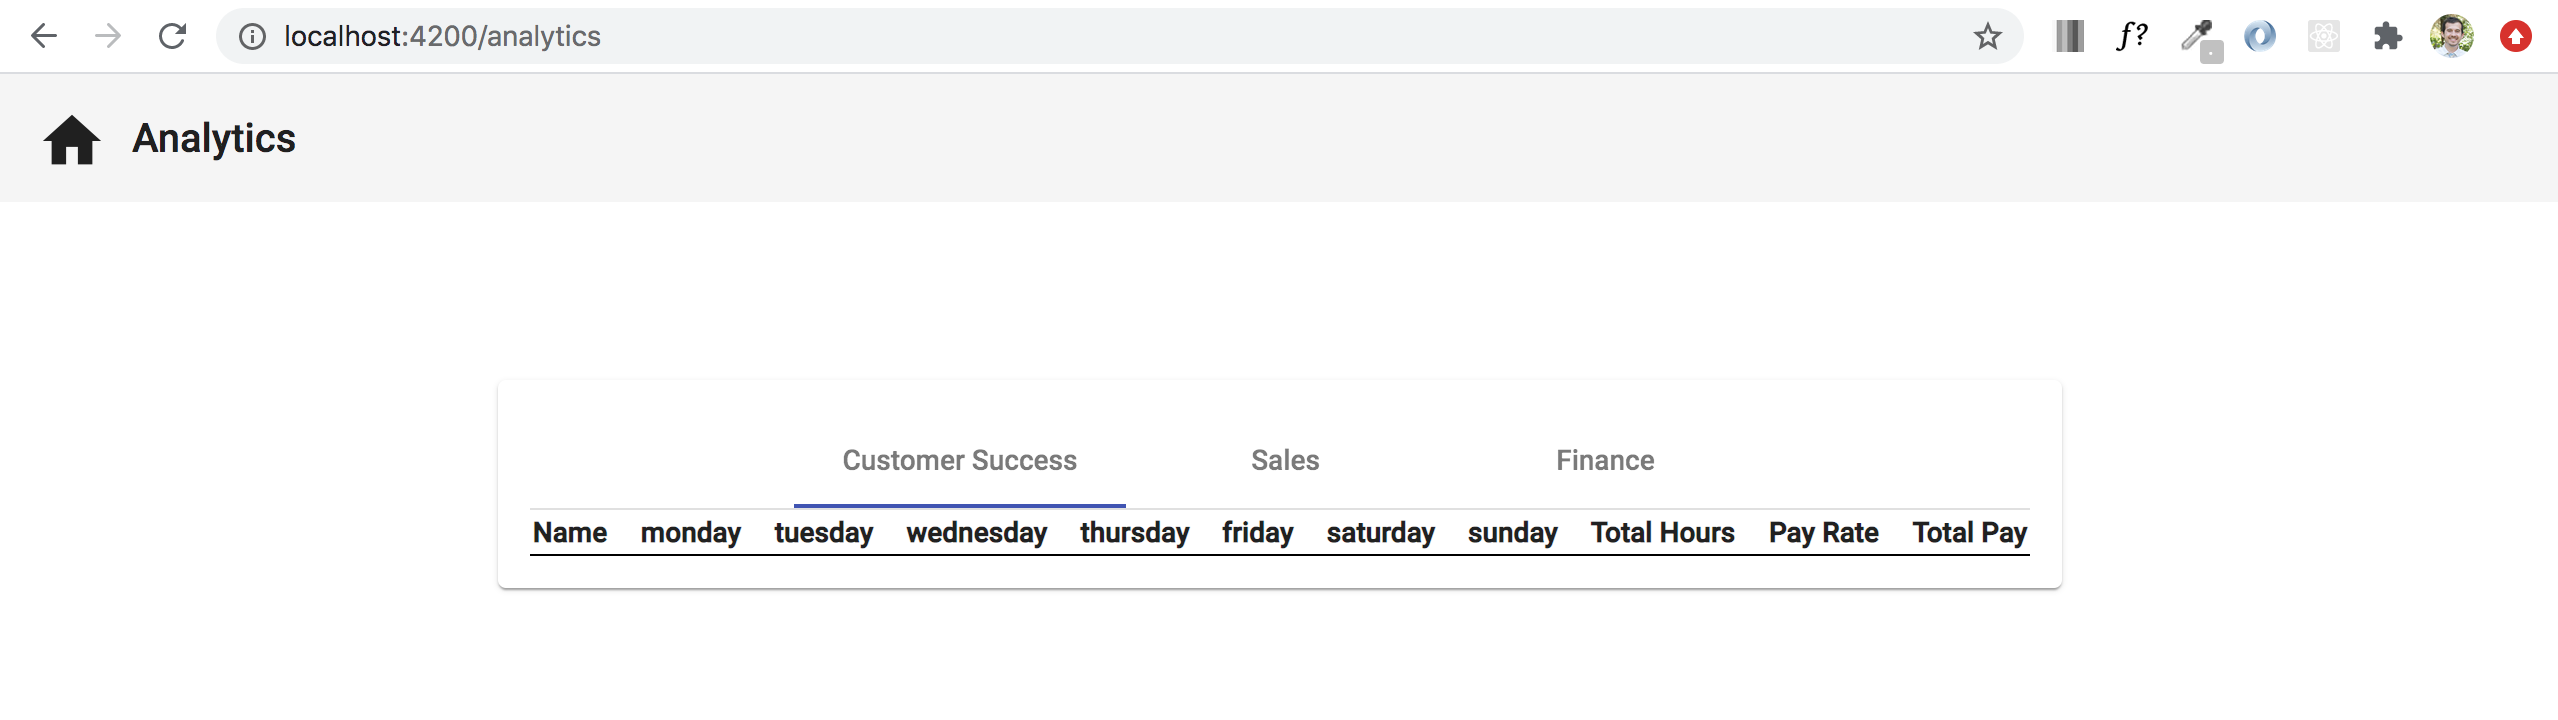 localhost:4200/analytics
f?
Analytics
Customer Success Sales Finance
Name monday tuesday wednesday thursday friday saturday sunday Total Hours Pay Rate Total Pay